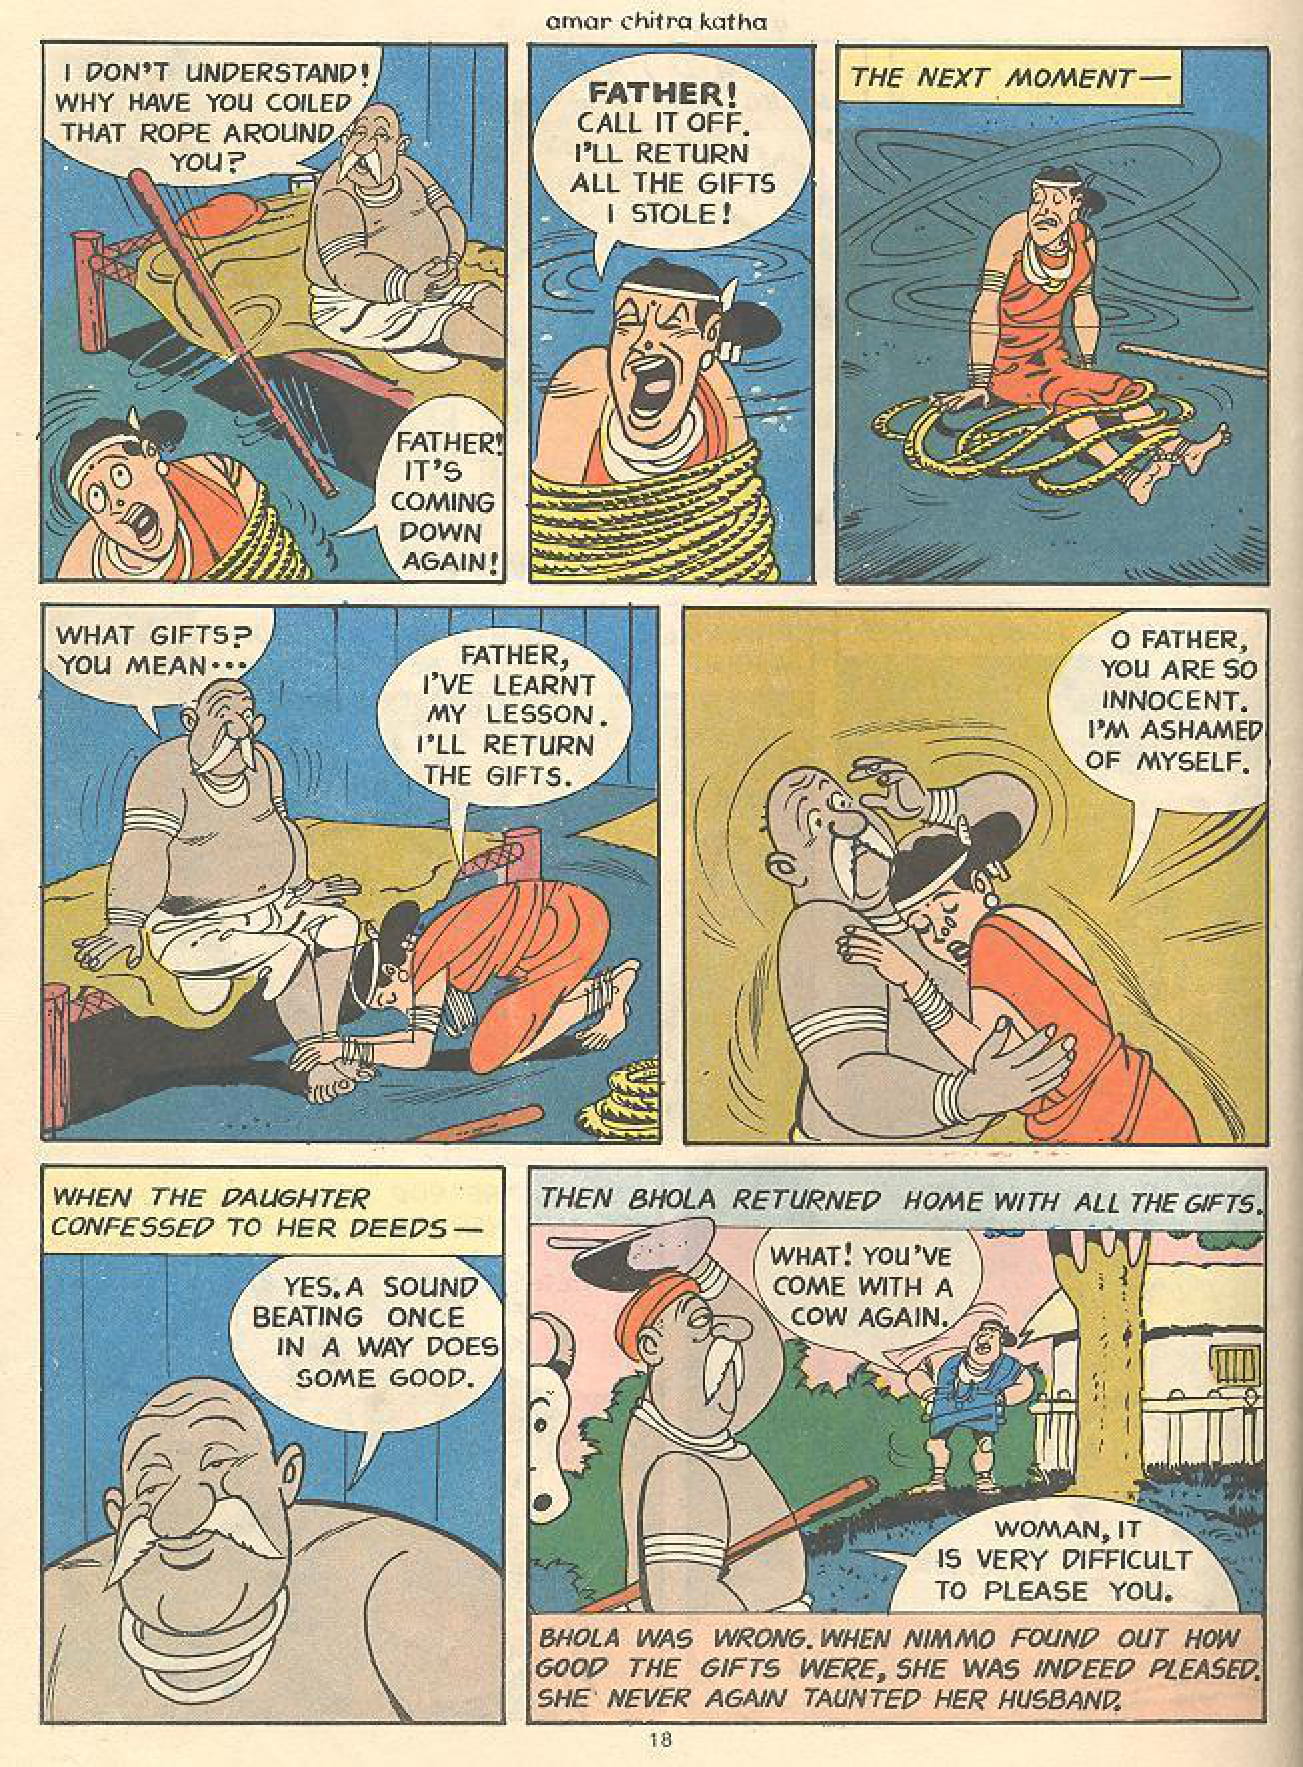 amar chitra katha
I DON'T UNDERSTAND!
WHY HAVE YOU COILED
THAT ROPE AROUND
YOU?
FATHER!
IT'S
COMING
DOWN
AGAIN!
FATHER!
CALL IT OFF.
I'LL RETURN
ALL THE GIFTS
I STOLE!
THE NEXT MOMENT—
WHAT GIFTS?
YOU MEAN...
FATHER,
I'VE LEARNT
MY LESSON.
I'LL RETURN
THE GIFTS.
O FATHER,
YOU ARE SO
INNOCENT.
I'M ASHAMED
OF MYSELF.
WHEN THE DAUGHTER
CONFESSED TO HER DEEDS—
YES. A SOUND
BEATING ONCE
IN A WAY DOES
SOME GOOD.
THEN BHOLA RETURNED HOME WITH ALL THE GIFTS.
WHAT! YOU'VE
COME WITH A
COW AGAIN.
WOMAN, IT
IS VERY DIFFICULT
TO PLEASE YOU.
BHOLA WAS WRONG. WHEN NIMMO FOUND OUT HOW
GOOD THE GIFTS WERE, SHE WAS INDEED PLEASED.
SHE NEVER AGAIN TAUNTED HER HUSBAND.
18